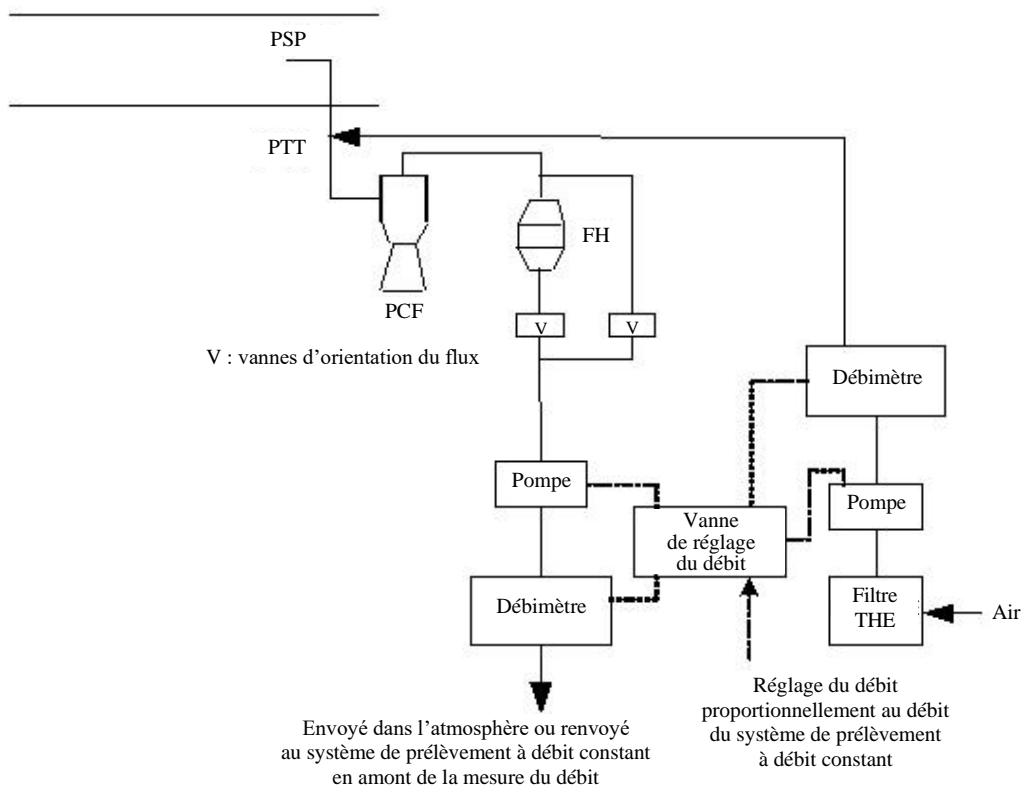 PSP
PTT
FH
PCF
V
V
V : vannes d'orientation du flux
Débimètre
Pompe
Pompe
Vanne
de réglage
du débit
Débimètre
Filtre
THE
Air
Réglage du débit
proportionnellement au débit
du système de prélèvement
à débit constant
Envoyé dans l'atmosphère ou renvoyé
au système de prélèvement à débit constant
en amont de la mesure du débit